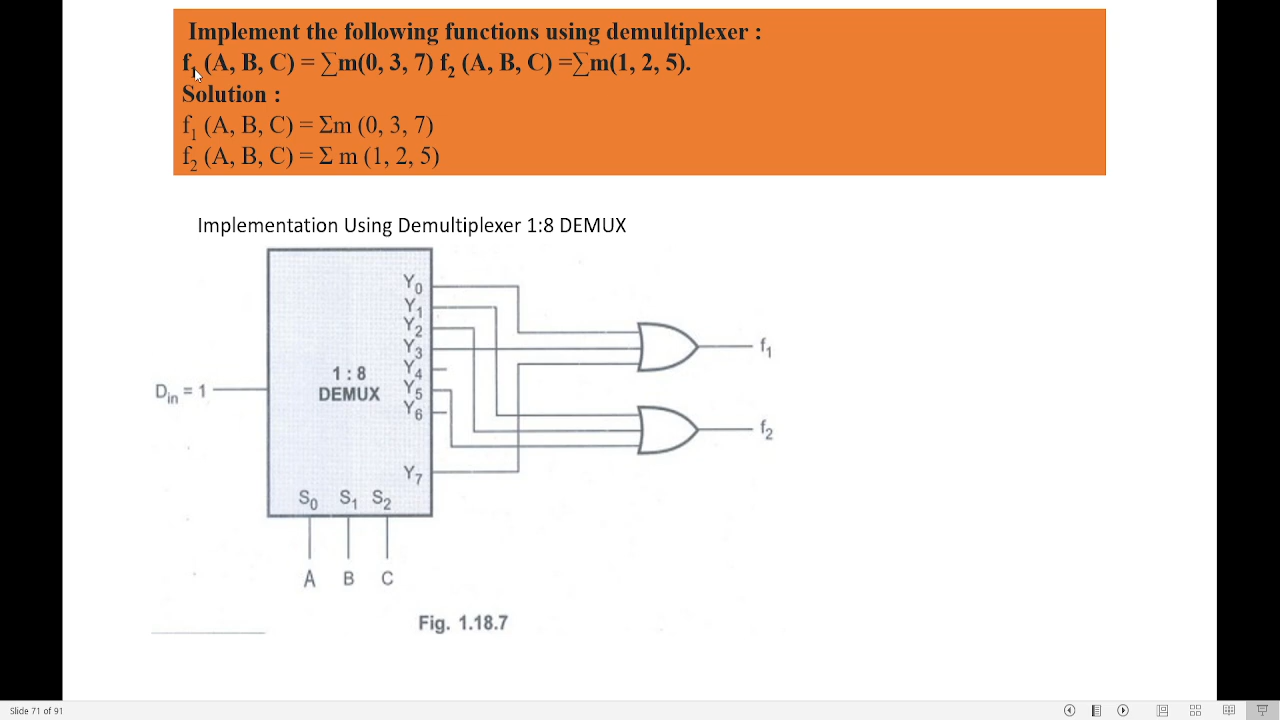 Implement the following functions using demultiplexer :
f₁ (A, B, C) = ∑m(0, 3, 7) f₂ (A, B, C) =∑m(1, 2, 5).
Solution :
f₁ (A, B, C) = Σm (0, 3, 7)
f₂ (A, B, C) = Σ m (1, 2, 5)
Implementation Using Demultiplexer 1:8 DEMUX
Y₀
Y₁
Y₂
Y₃
Y₄
Y₅
Y₆
Y₇
1 : 8
DEMUX
Dᵢₙ = 1
S₀ S₁ S₂
A B C
f₁
f₂
Fig. 1.18.7
Slide 71 of 91